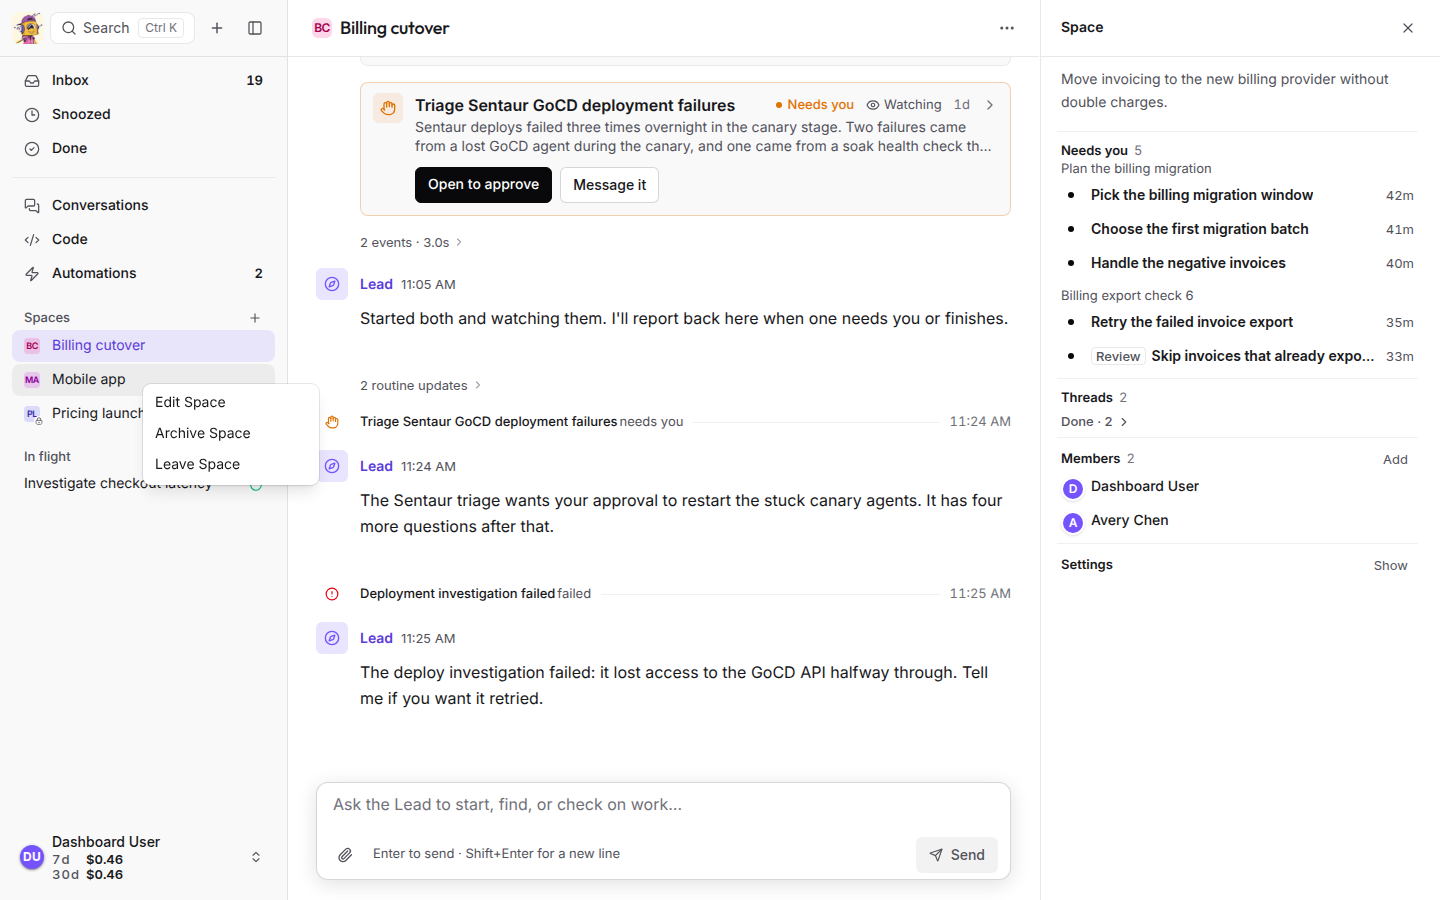 Search Ctrl K
Inbox 19
Snoozed
Done
Conversations
Code
Automations 2
Spaces
BC Billing cutover
MA Mobile app
PL Pricing launch
Edit Space
Archive Space
Leave Space
In flight
Investigate checkout latency
DU Dashboard User
7d $0.46
30d $0.46
BC Billing cutover
Triage Sentaur GoCD deployment failures Needs you Watching 1d
Sentaur deploys failed three times overnight in the canary stage. Two failures came
from a lost GoCD agent during the canary, and one came from a soak health check th...
Open to approve Message it
2 events · 3.0s
Lead 11:05 AM
Started both and watching them. I'll report back here when one needs you or finishes.
2 routine updates
Triage Sentaur GoCD deployment failures needs you 11:24 AM
Lead 11:24 AM
The Sentaur triage wants your approval to restart the stuck canary agents. It has four
more questions after that.
Deployment investigation failed failed 11:25 AM
Lead 11:25 AM
The deploy investigation failed: it lost access to the GoCD API halfway through. Tell
me if you want it retried.
Ask the Lead to start, find, or check on work...
Enter to send · Shift+Enter for a new line Send
Space
Move invoicing to the new billing provider without
double charges.
Needs you 5
Plan the billing migration
Pick the billing migration window 42m
Choose the first migration batch 41m
Handle the negative invoices 40m
Billing export check 6
Retry the failed invoice export 35m
Review Skip invoices that already expo... 33m
Threads 2
Done · 2
Members 2 Add
D Dashboard User
A Avery Chen
Settings Show